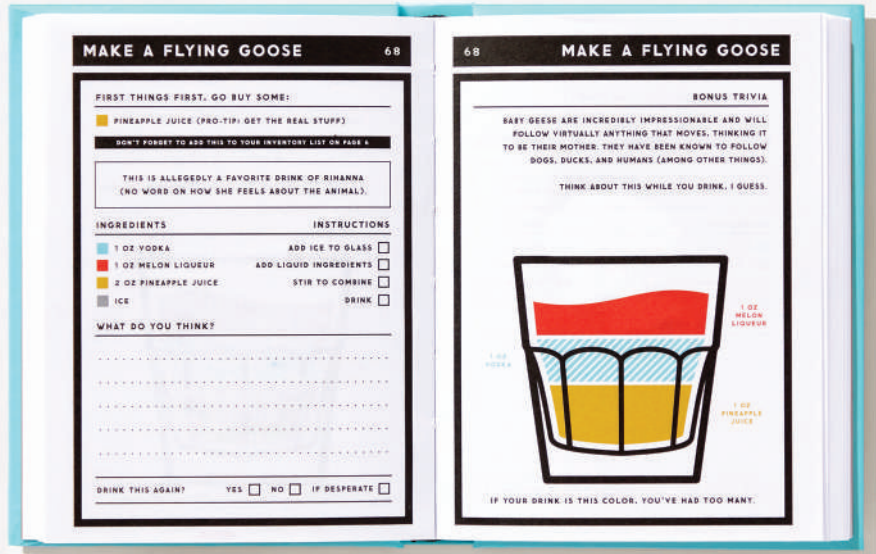 MAKE A FLYING GOOSE 68
FIRST THINGS FIRST, GO BUY SOME:
PINEAPPLE JUICE (PRO-TIP: GET THE REAL STUFF)
DON'T FORGET TO ADD THIS TO YOUR INVENTORY LIST ON PAGE 6
THIS IS ALLEGEDLY A FAVORITE DRINK OF RIHANNA
(NO WORD ON HOW SHE FEELS ABOUT THE ANIMAL).
INGREDIENTS INSTRUCTIONS
1 OZ VODKA ADD ICE TO GLASS
1 OZ MELON LIQUEUR ADD LIQUID INGREDIENTS
2 OZ PINEAPPLE JUICE STIR TO COMBINE
ICE DRINK
WHAT DO YOU THINK?
DRINK THIS AGAIN? YES NO IF DESPERATE
68 MAKE A FLYING GOOSE
BONUS TRIVIA
BABY GEESE ARE INCREDIBLY IMPRESSIONABLE AND WILL
FOLLOW VIRTUALLY ANYTHING THAT MOVES, THINKING IT
TO BE THEIR MOTHER. THEY HAVE BEEN KNOWN TO FOLLOW
DOGS, DUCKS, AND HUMANS (AMONG OTHER THINGS).
THINK ABOUT THIS WHILE YOU DRINK, I GUESS.
1 OZ
MELON
LIQUEUR
1 OZ
VODKA
1 OZ
PINEAPPLE
JUICE
IF YOUR DRINK IS THIS COLOR, YOU'VE HAD TOO MANY.